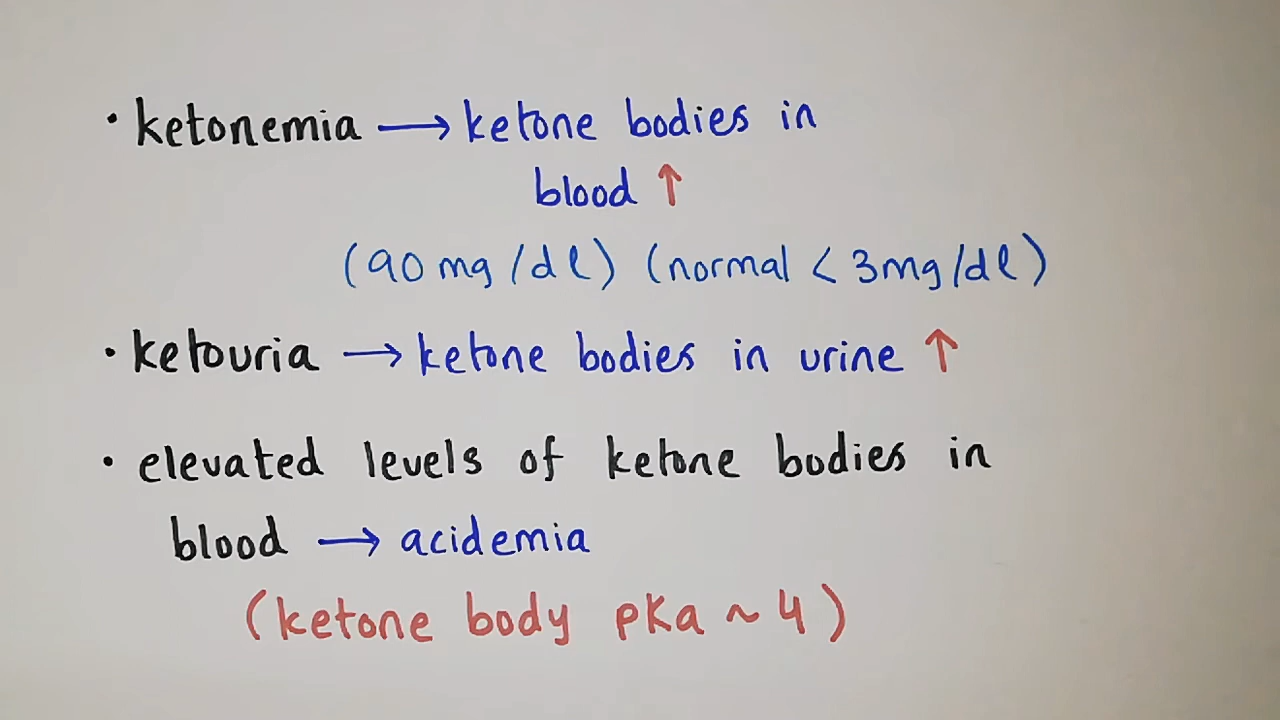 · ketonemia → ketone bodies in
blood ↑
(90 mg/dl) (normal < 3mg/dl)
· ketouria → ketone bodies in urine ↑
· elevated levels of ketone bodies in
blood → acidemia
(ketone body pKa ~ 4)